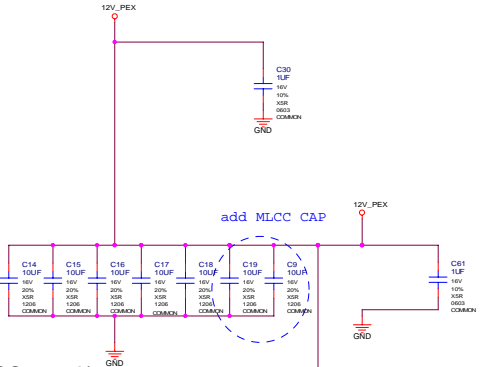 12V_PEX
C30
1UF
16V
10%
X5R
0603
COMMON
GND
add MLCC CAP
12V_PEX
C14
10UF
16V
20%
X5R
1206
COMMON
C15
10UF
16V
20%
X5R
1206
COMMON
C16
10UF
16V
20%
X5R
1206
COMMON
C17
10UF
16V
20%
X5R
1206
COMMON
C18
10UF
16V
20%
X5R
1206
COMMON
C19
10UF
16V
20%
X5R
1206
COMMON
C9
10UF
16V
20%
X5R
1206
COMMON
C61
1UF
16V
10%
X5R
0603
COMMON
GND
GND